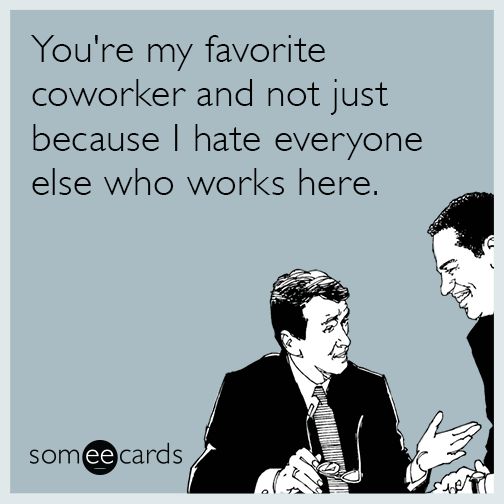 You're my favorite
coworker and not just
because I hate everyone
else who works here.
someecards